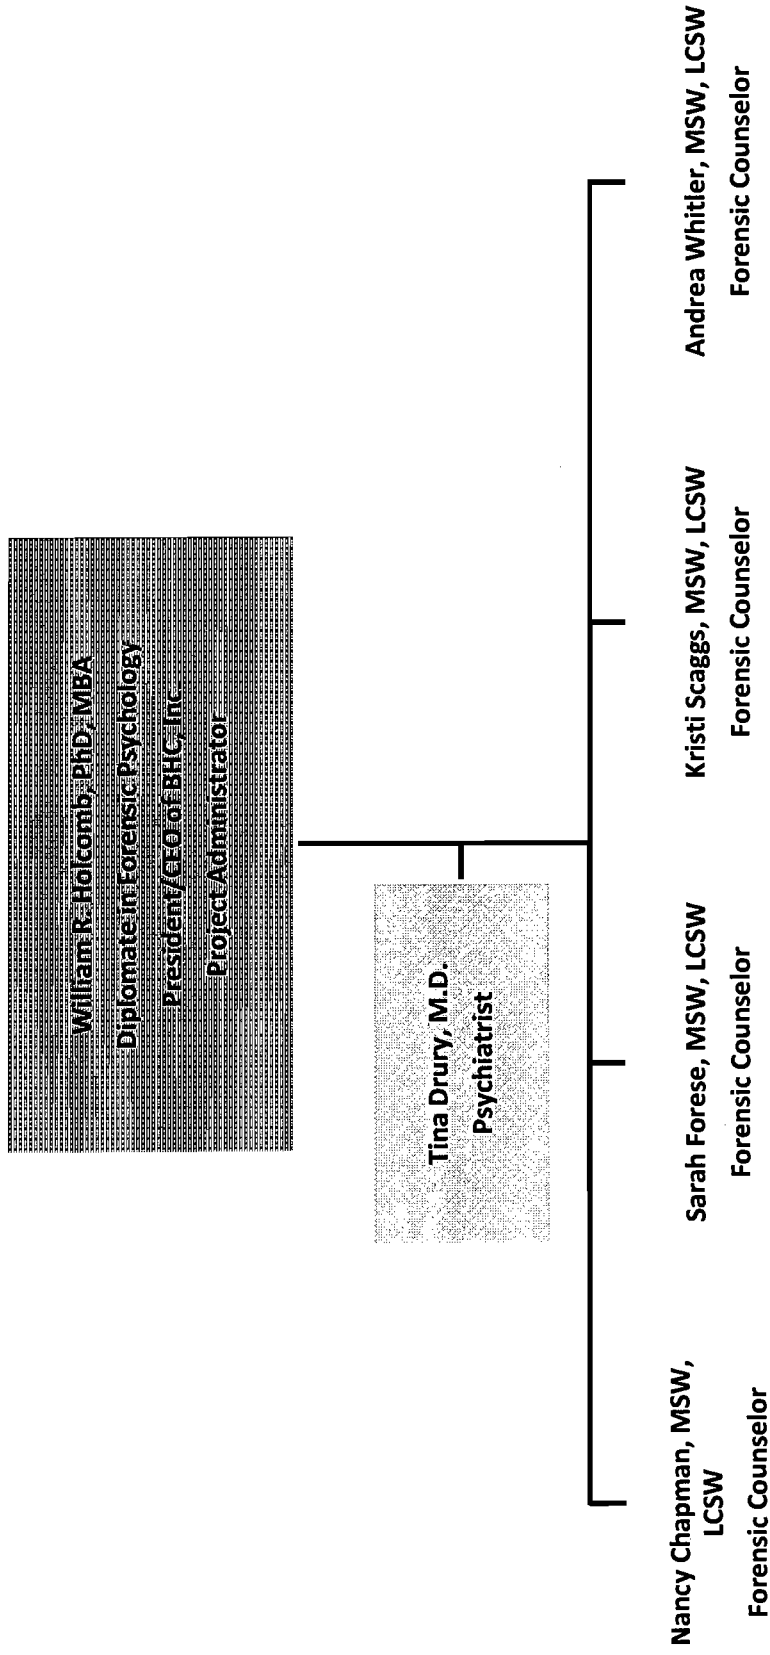 William R. Holcomb, PhD, MBA
Diplomate in Forensic Psychology
President/CEO of BHC, Inc
Project Administrator
Tina Drury, M.D.
Psychiatrist
Nancy Chapman, MSW,
LCSW
Forensic Counselor
Sarah Forese, MSW, LCSW
Forensic Counselor
Kristi Scaggs, MSW, LCSW
Forensic Counselor
Andrea Whitler, MSW, LCSW
Forensic Counselor